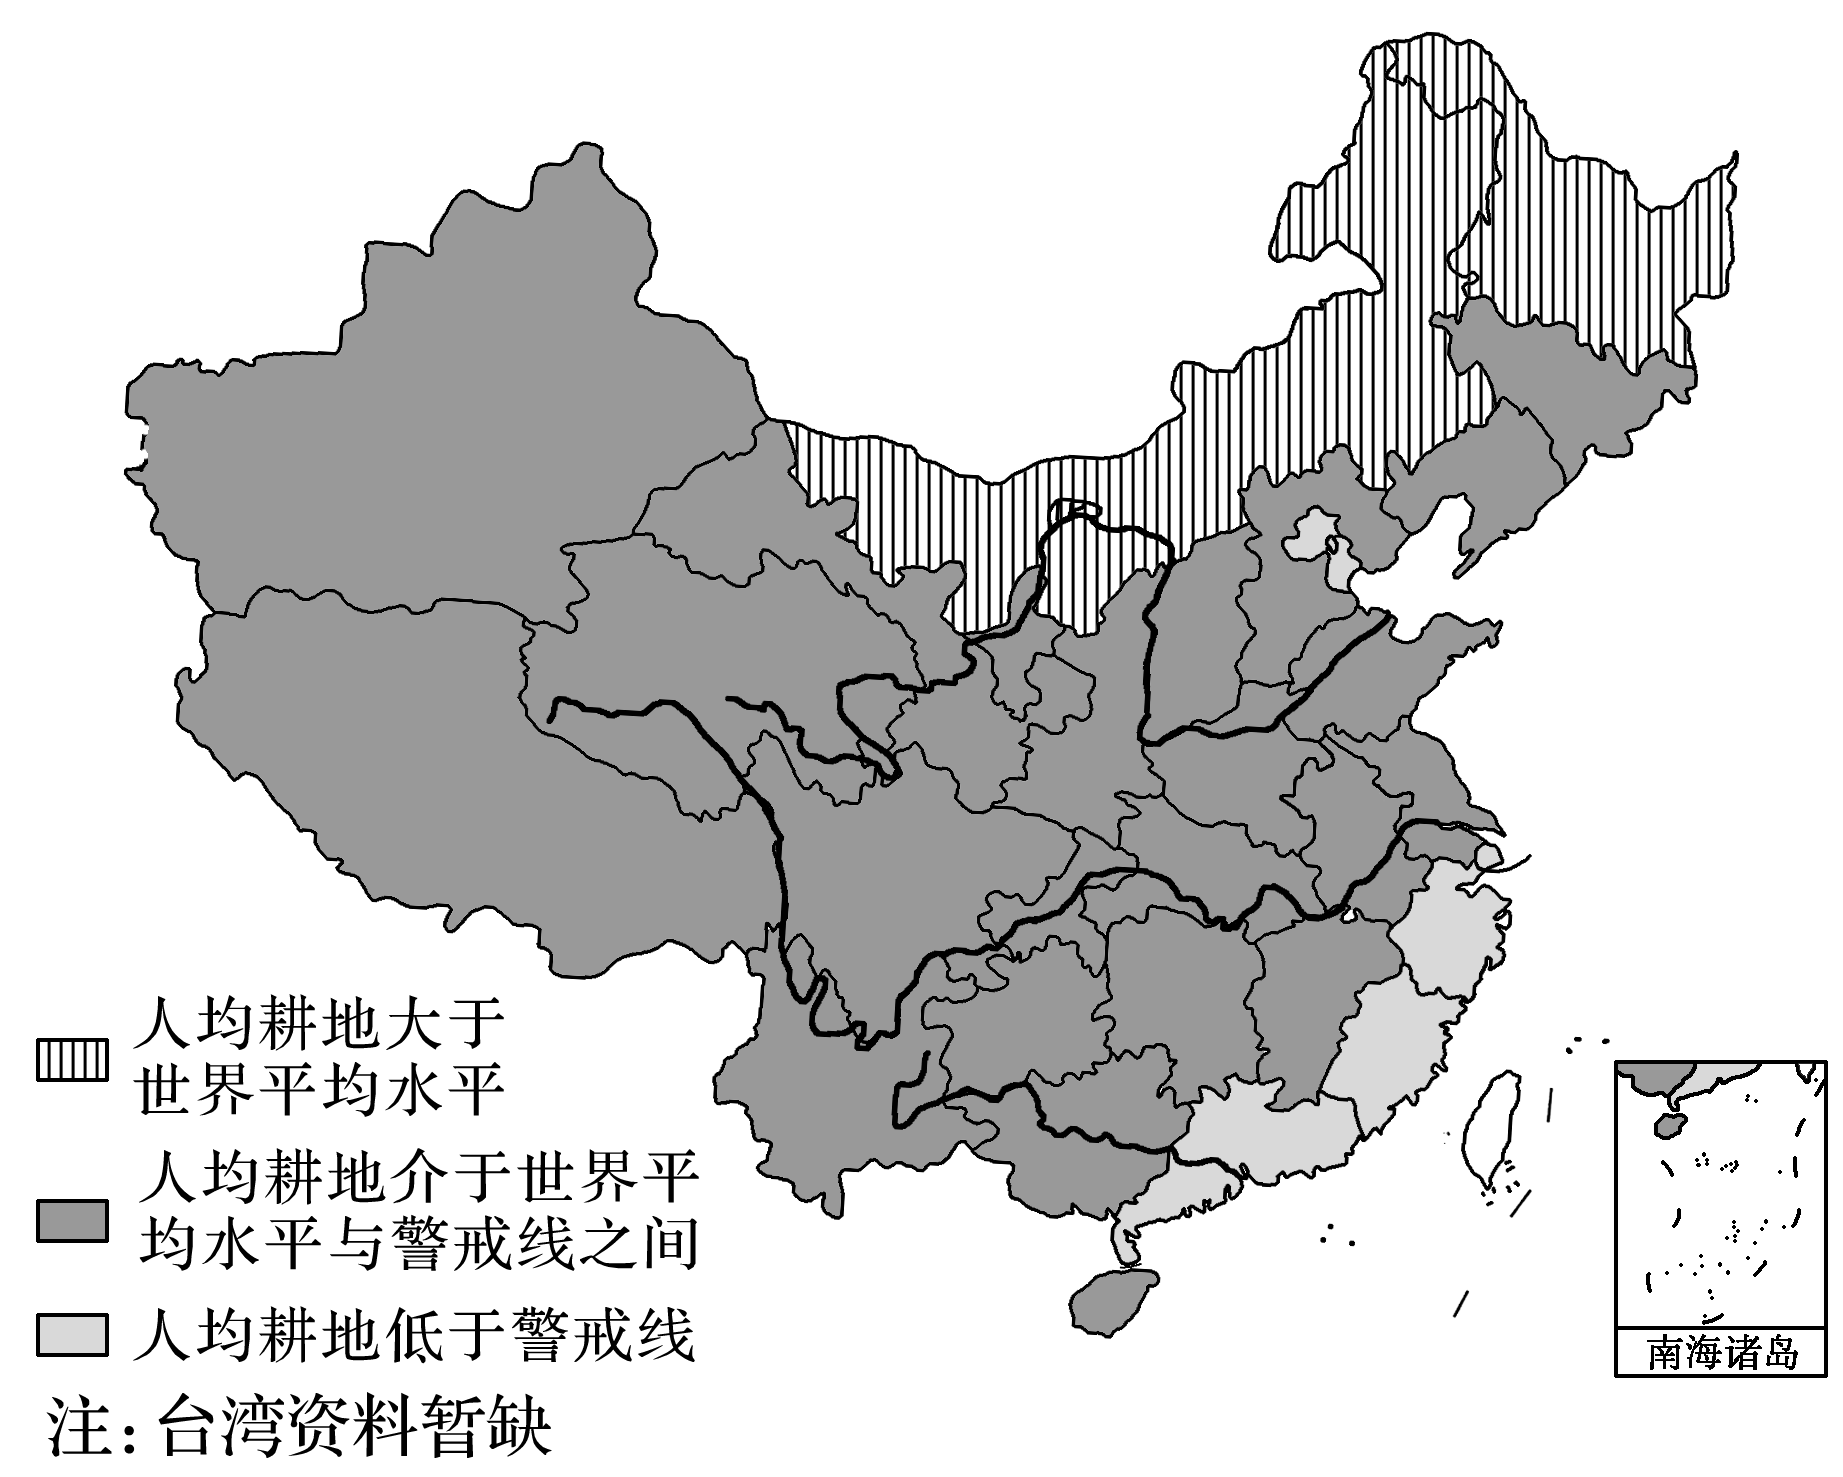 人均耕地大于
世界平均水平
人均耕地介于世界平
均水平与警戒线之间
人均耕地低于警戒线
注:台湾资料暂缺
南海诸岛